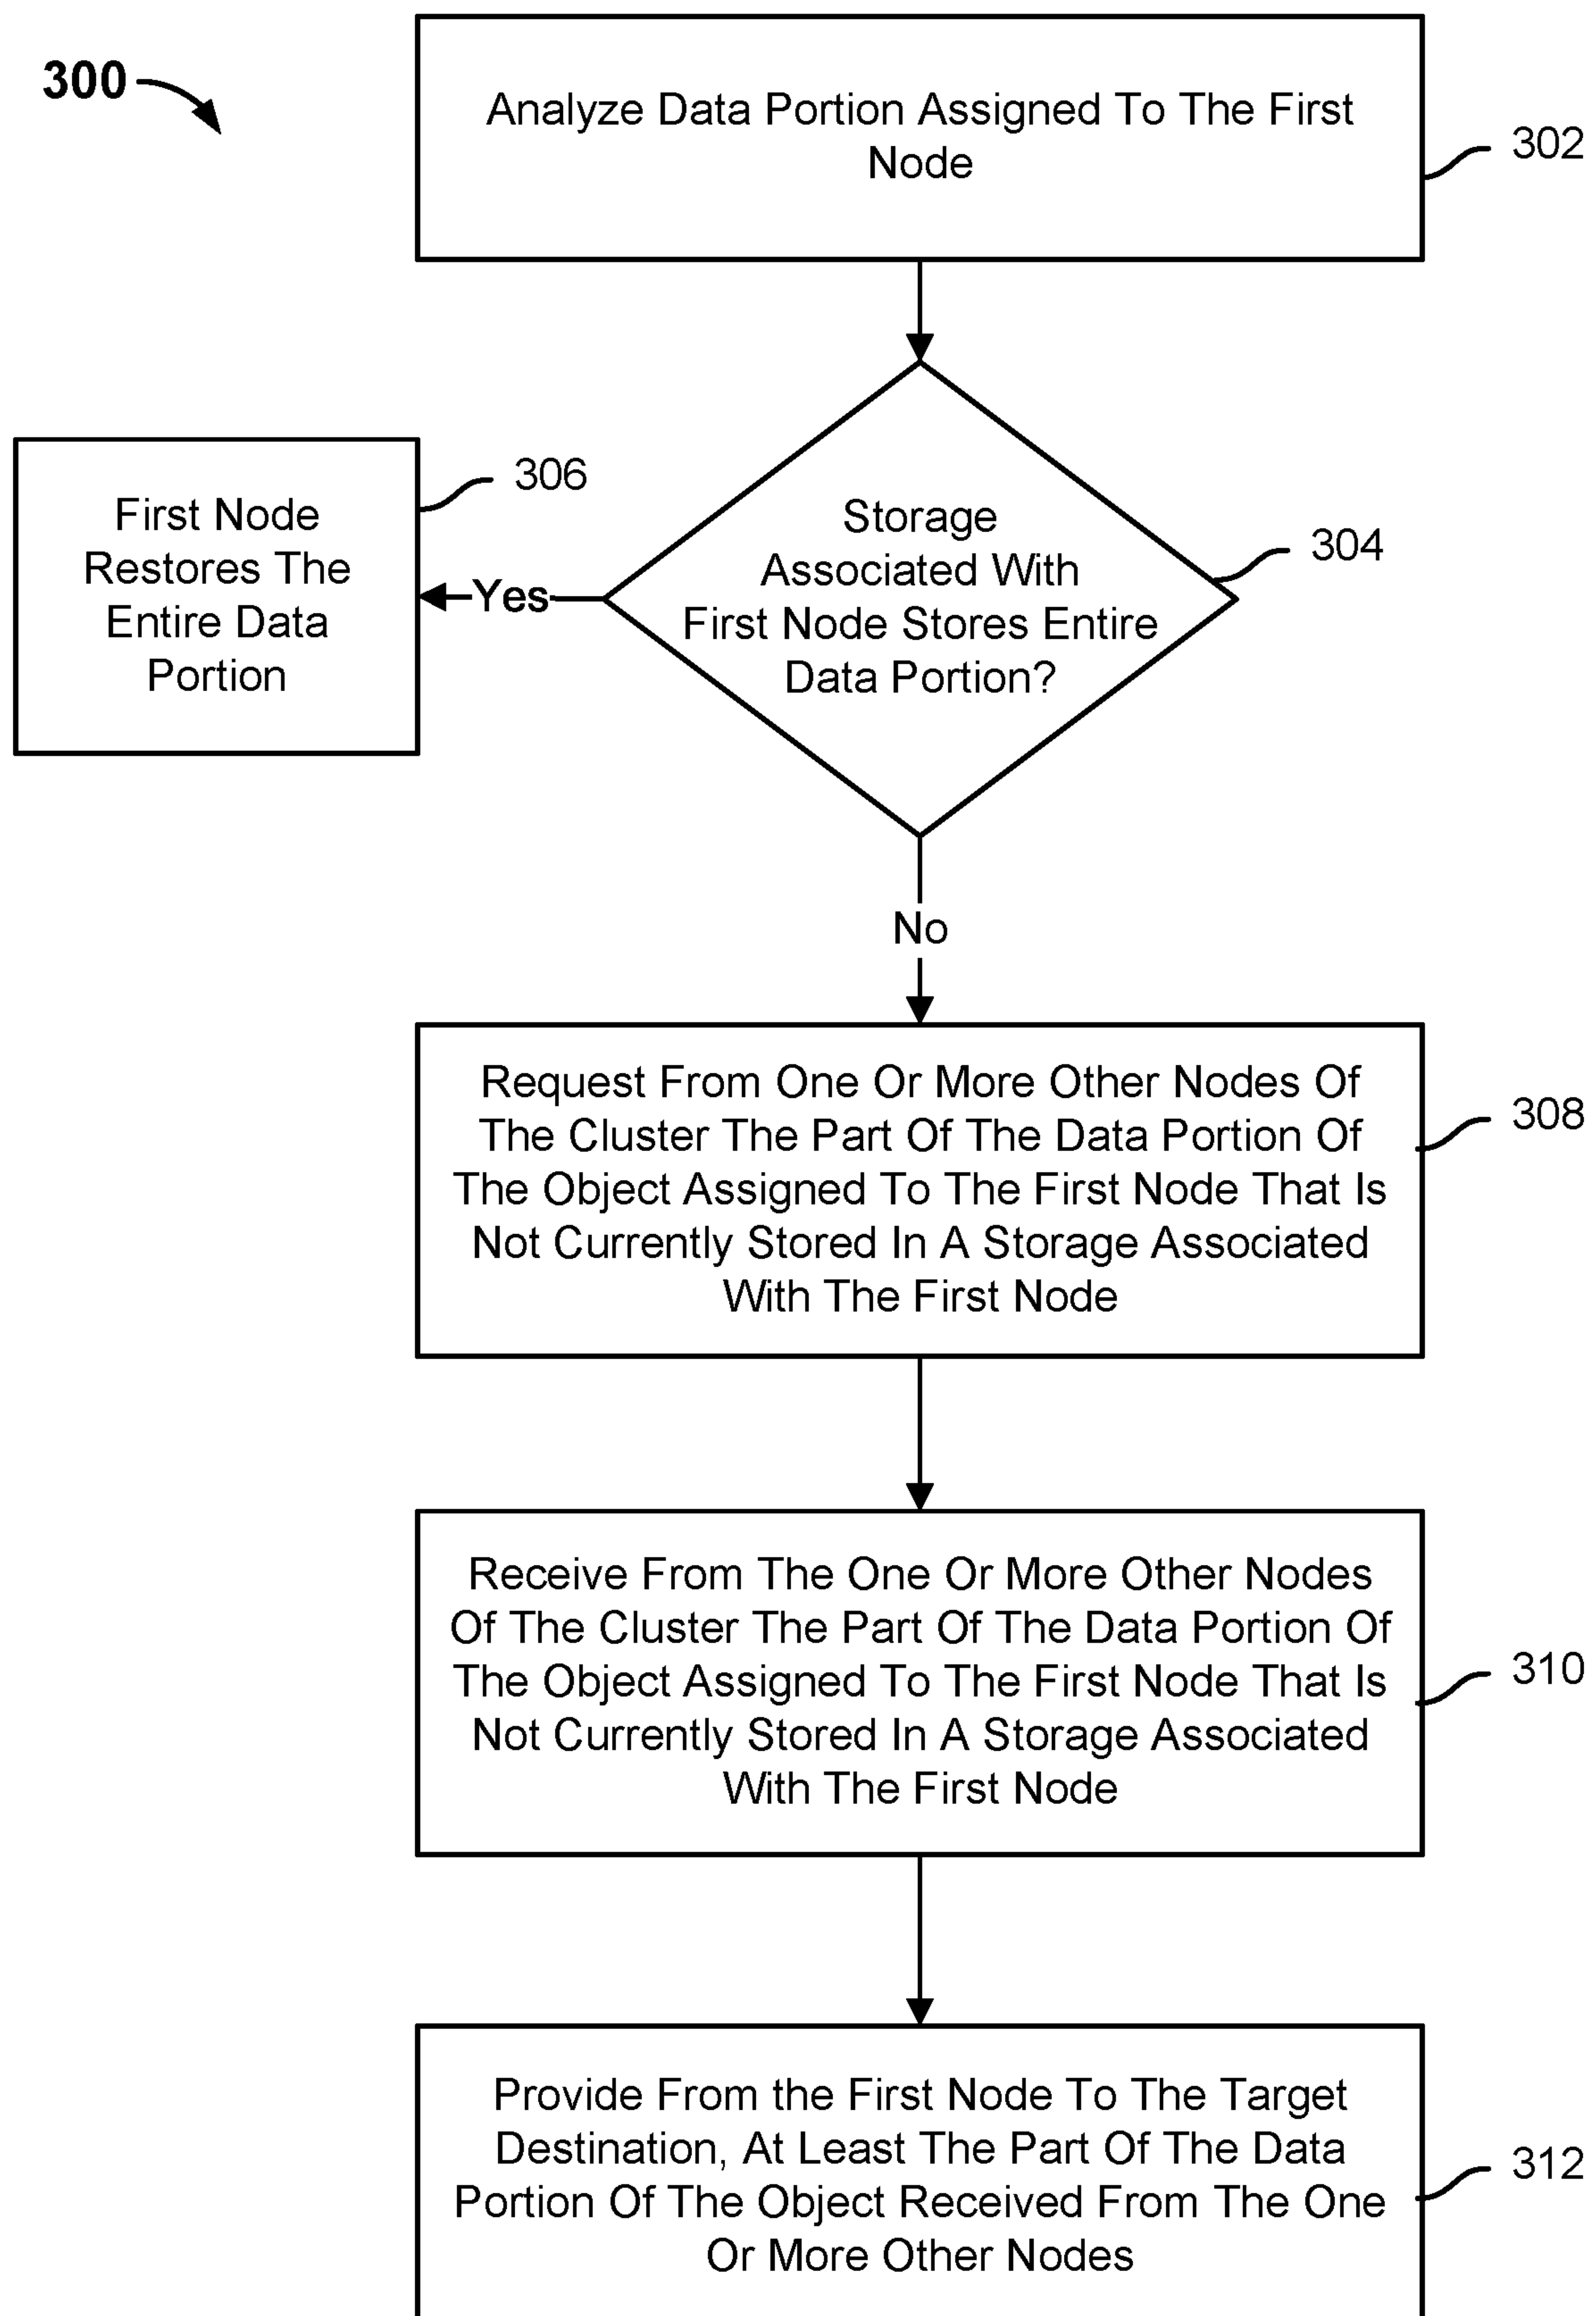 300
Analyze Data Portion Assigned To The First
Node
302
306
First Node
Restores The
Entire Data
Portion
Yes
Storage
Associated With
First Node Stores Entire
Data Portion?
304
No
Request From One Or More Other Nodes Of
The Cluster The Part Of The Data Portion Of
The Object Assigned To The First Node That Is
Not Currently Stored In A Storage Associated
With The First Node
308
Receive From The One Or More Other Nodes
Of The Cluster The Part Of The Data Portion Of
The Object Assigned To The First Node That Is
Not Currently Stored In A Storage Associated
With The First Node
310
Provide From the First Node To The Target
Destination, At Least The Part Of The Data
Portion Of The Object Received From The One
Or More Other Nodes
312